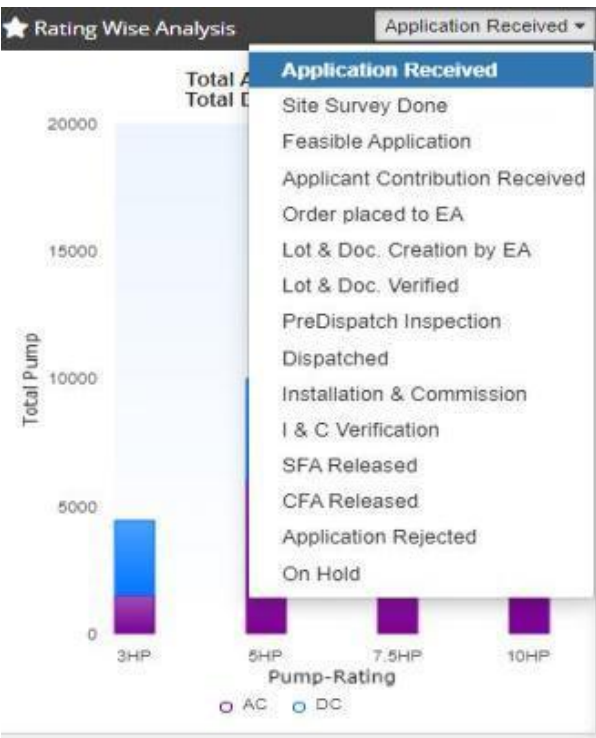 Rating Wise Analysis
Application Received
Total A
Total D
Application Received
Site Survey Done
Feasible Application
Applicant Contribution Received
Order placed to EA
Lot & Doc. Creation by EA
Lot & Doc. Verified
PreDispatch Inspection
Dispatched
Installation & Commission
I & C Verification
SFA Released
CFA Released
Application Rejected
On Hold
Total Pump
20000
15000
10000
5000
0
3HP 5HP 7.5HP 10HP
Pump-Rating
AC DC